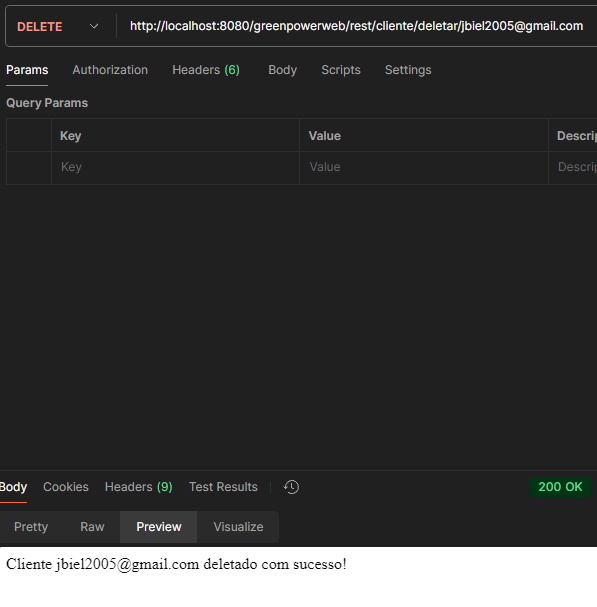 DELETE http://localhost:8080/greenpowerweb/rest/cliente/deletar/jbiel2005@gmail.com
Params Authorization Headers (6) Body Scripts Settings
Query Params
Key Value Descrip
Key Value Descrip
Body Cookies Headers (9) Test Results 200 OK
Pretty Raw Preview Visualize
Cliente jbiel2005@gmail.com deletado com sucesso!